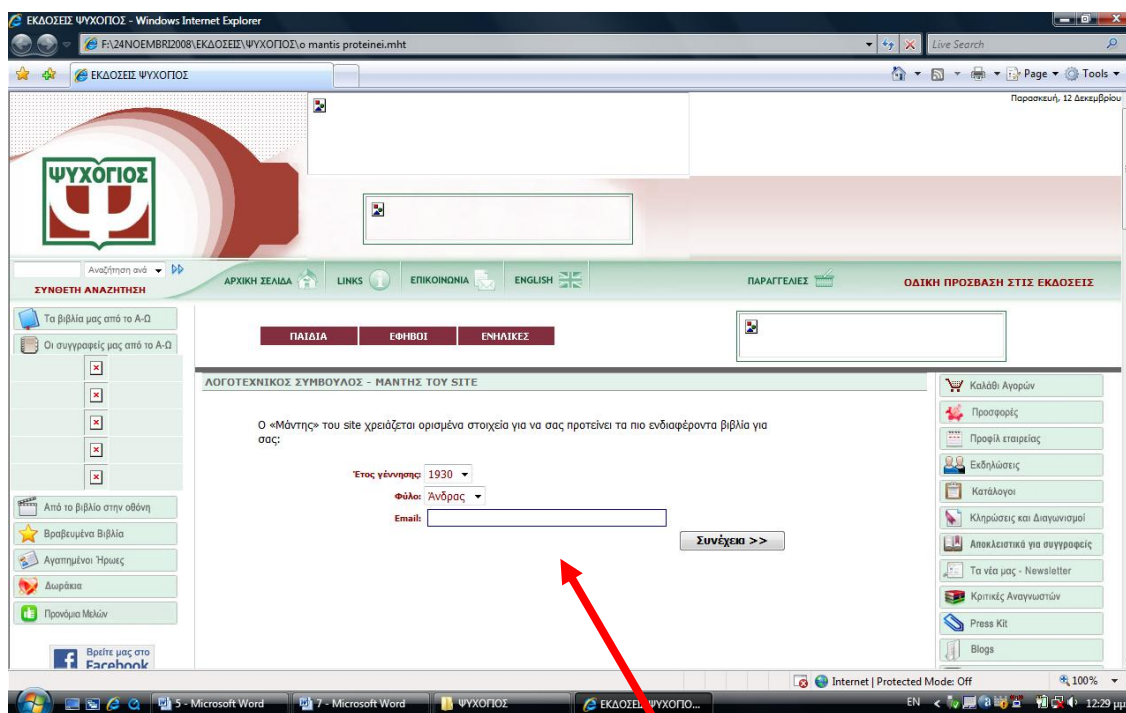 ΕΚΔΟΣΕΙΣ ΨΥΧΟΓΙΟΣ - Windows Internet Explorer
F:\24NOEMBRI2008\ΕΚΔΟΣΕΙΣ\ΨΥΧΟΓΙΟΣ\o mantis proteinei.mht
Live Search
ΕΚΔΟΣΕΙΣ ΨΥΧΟΓΙΟΣ
Page
Tools
Παρασκευή, 12 Δεκεμβρίου
ΨΥΧΟΓΙΟΣ
Αναζήτηση ανά
ΣΥΝΘΕΤΗ ΑΝΑΖΗΤΗΣΗ
ΑΡΧΙΚΗ ΣΕΛΙΔΑ
LINKS
ΕΠΙΚΟΙΝΩΝΙΑ
ENGLISH
ΠΑΡΑΓΓΕΛΙΕΣ
ΟΔΙΚΗ ΠΡΟΣΒΑΣΗ ΣΤΙΣ ΕΚΔΟΣΕΙΣ
Τα βιβλία μας από το Α-Ω
Οι συγγραφείς μας από το Α-Ω
ΠΑΙΔΙΑ
ΕΦΗΒΟΙ
ΕΝΗΛΙΚΕΣ
ΛΟΓΟΤΕΧΝΙΚΟΣ ΣΥΜΒΟΥΛΟΣ - ΜΑΝΤΗΣ ΤΟΥ SITE
Ο «Μάντης» του site χρειάζεται ορισμένα στοιχεία για να σας προτείνει τα πιο ενδιαφέροντα βιβλία για
σας:
Έτος γέννησης: 1930
Φύλο: Άνδρας
Email:
Συνέχεια >>
Από το βιβλίο στην οθόνη
Βραβευμένα Βιβλία
Αγαπημένοι Ήρωες
Δωράκια
Προνόμια Μελών
Βρείτε μας στο
Facebook
Καλάθι Αγορών
Προσφορές
Προφίλ εταιρείας
Εκδηλώσεις
Κατάλογοι
Κληρώσεις και Διαγωνισμοί
Αποκλειστικά για συγγραφείς
Τα νέα μας - Newsletter
Κριτικές Αναγνωστών
Press Kit
Blogs
Internet | Protected Mode: Off
100%
5 - Microsoft Word
7 - Microsoft Word
ΨΥΧΟΓΙΟΣ
ΕΚΔΟΣΕΙΣ ΨΥΧΟΓΙΟ...
EN
12:29 μμ